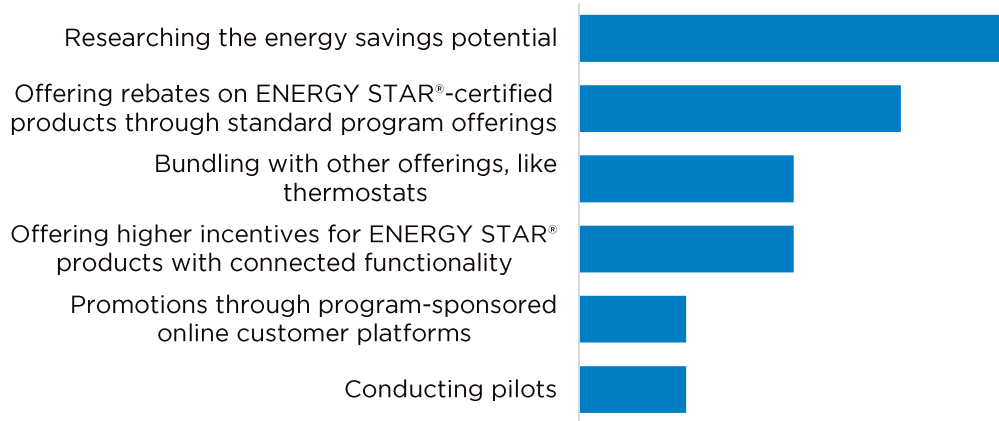 Researching the energy savings potential
Offering rebates on ENERGY STAR®-certified
products through standard program offerings
Bundling with other offerings, like
thermostats
Offering higher incentives for ENERGY STAR®
products with connected functionality
Promotions through program-sponsored
online customer platforms
Conducting pilots